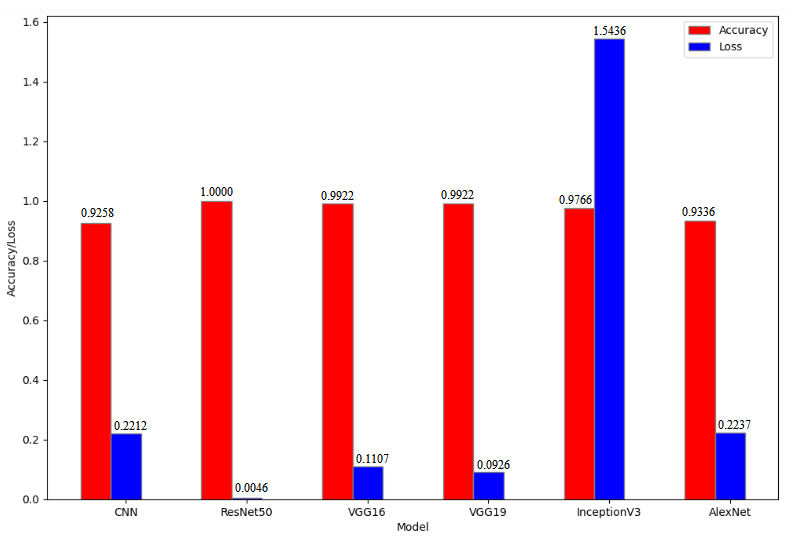 1.6
1.4
1.2
1.0
0.8
0.6
0.4
0.2
0.0
Accuracy/Loss
Accuracy
Loss
0.9258
0.2212
1.0000
0.0046
0.9922
0.1107
0.9922
0.0926
0.9766
1.5436
0.9336
0.2237
CNN
ResNet50
VGG16
VGG19
InceptionV3
AlexNet
Model